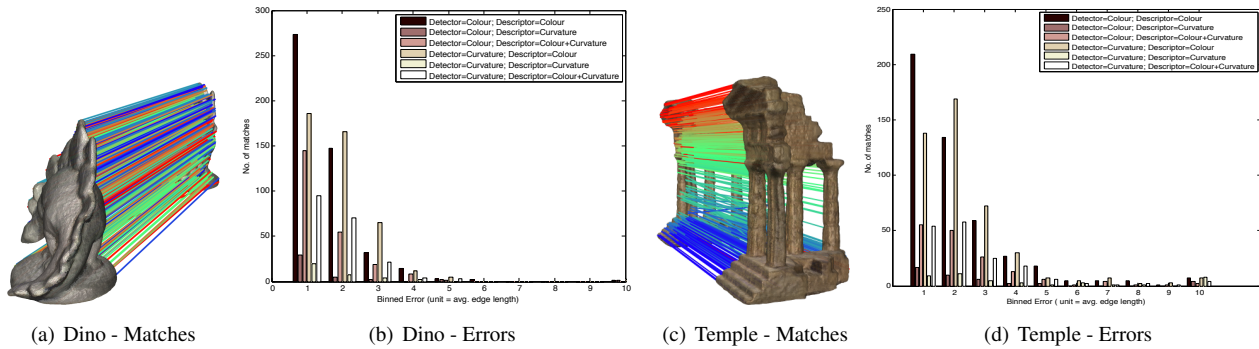 300
250
200
150
100
50
0
No. of matches
Detector=Colour; Descriptor=Colour
Detector=Colour; Descriptor=Curvature
Detector=Colour; Descriptor=Colour+Curvature
Detector=Curvature; Descriptor=Colour
Detector=Curvature; Descriptor=Curvature
Detector=Curvature; Descriptor=Colour+Curvature
0 1 2 3 4 5 6 7 8 9 10
Binned Error (unit = avg. edge length)
250
200
150
100
50
0
No. of matches
Detector=Colour; Descriptor=Colour
Detector=Colour; Descriptor=Curvature
Detector=Colour; Descriptor=Colour+Curvature
Detector=Curvature; Descriptor=Colour
Detector=Curvature; Descriptor=Curvature
Detector=Curvature; Descriptor=Colour+Curvature
1 2 3 4 5 6 7 8 9 10
Binned Error ( unit = avg. edge length)
(a) Dino - Matches
(b) Dino - Errors
(c) Temple - Matches
(d) Temple - Errors